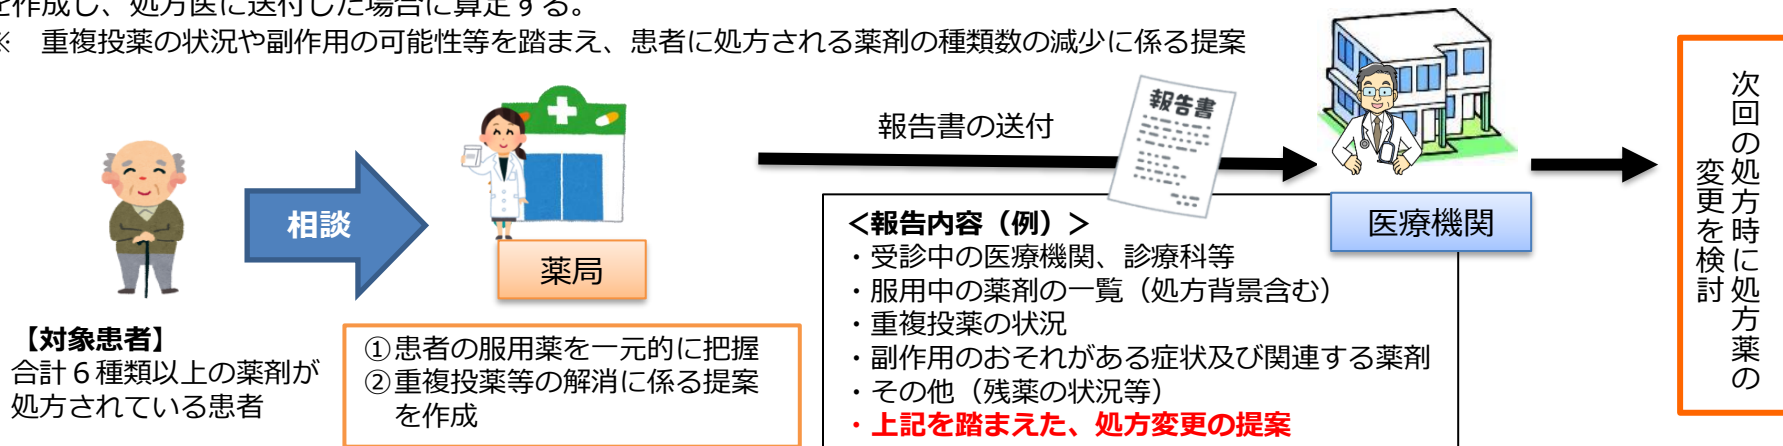 を作成し、処方医に送付した場合に算定する。
※　重複投薬の状況や副作用の可能性等を踏まえ、患者に処方される薬剤の種類数の減少に係る提案
相談
薬局
報告書の送付
報告書
医療機関
次回の処方時に処方薬の
変更を検討
【対象患者】
合計６種類以上の薬剤が
処方されている患者
①患者の服用薬を一元的に把握
②重複投薬等の解消に係る提案
を作成
＜報告内容（例）＞
・受診中の医療機関、診療科等
・服用中の薬剤の一覧（処方背景含む）
・重複投薬の状況
・副作用のおそれがある症状及び関連する薬剤
・その他（残薬の状況等）
・上記を踏まえた、処方変更の提案